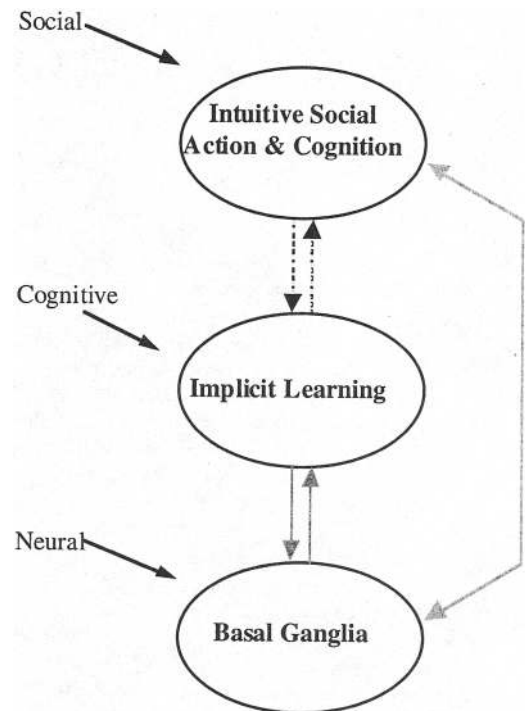 Social
Intuitive Social
Action & Cognition
Cognitive
Implicit Learning
Neural
Basal Ganglia